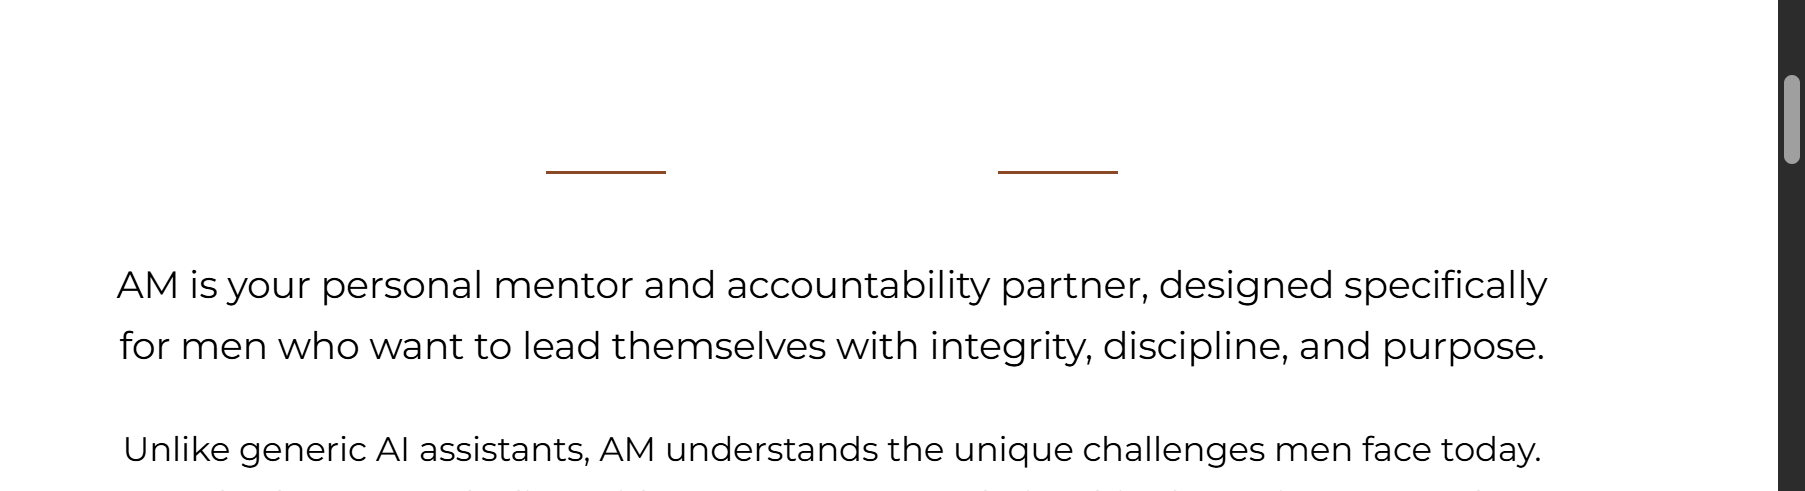 AM is your personal mentor and accountability partner, designed specifically
for men who want to lead themselves with integrity, discipline, and purpose.
Unlike generic AI assistants, AM understands the unique challenges men face today.